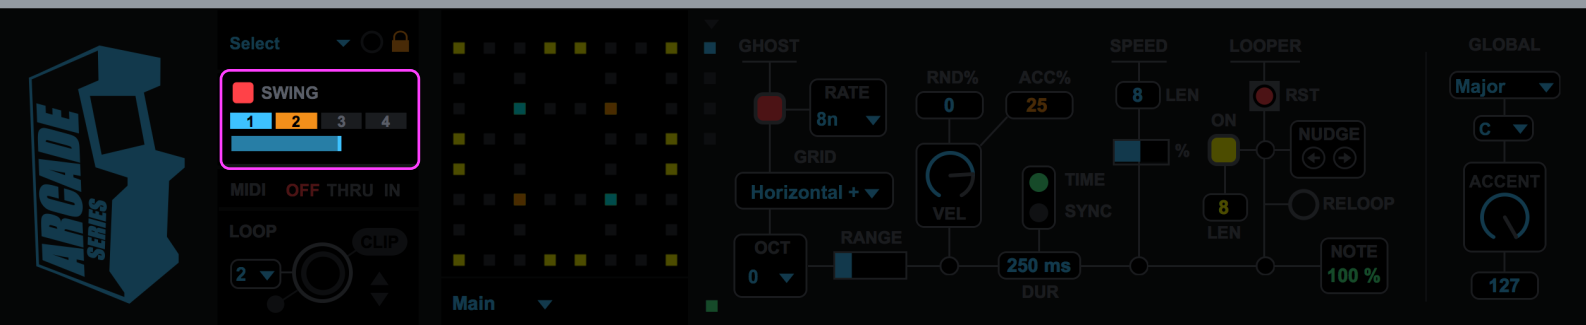 Select
SWING
1 2 3 4
MIDI OFF THRU IN
LOOP
CLIP
2
ARCADE
SERIES
Main
GHOST
RATE
8n
GRID
Horizontal +
OCT
0
RANGE
RND%
0
ACC%
25
VEL
TIME
SYNC
250 ms
DUR
SPEED
8 LEN
%
LOOPER
RST
ON
NUDGE
8
LEN
RELOOP
NOTE
100 %
GLOBAL
Major
C
ACCENT
127